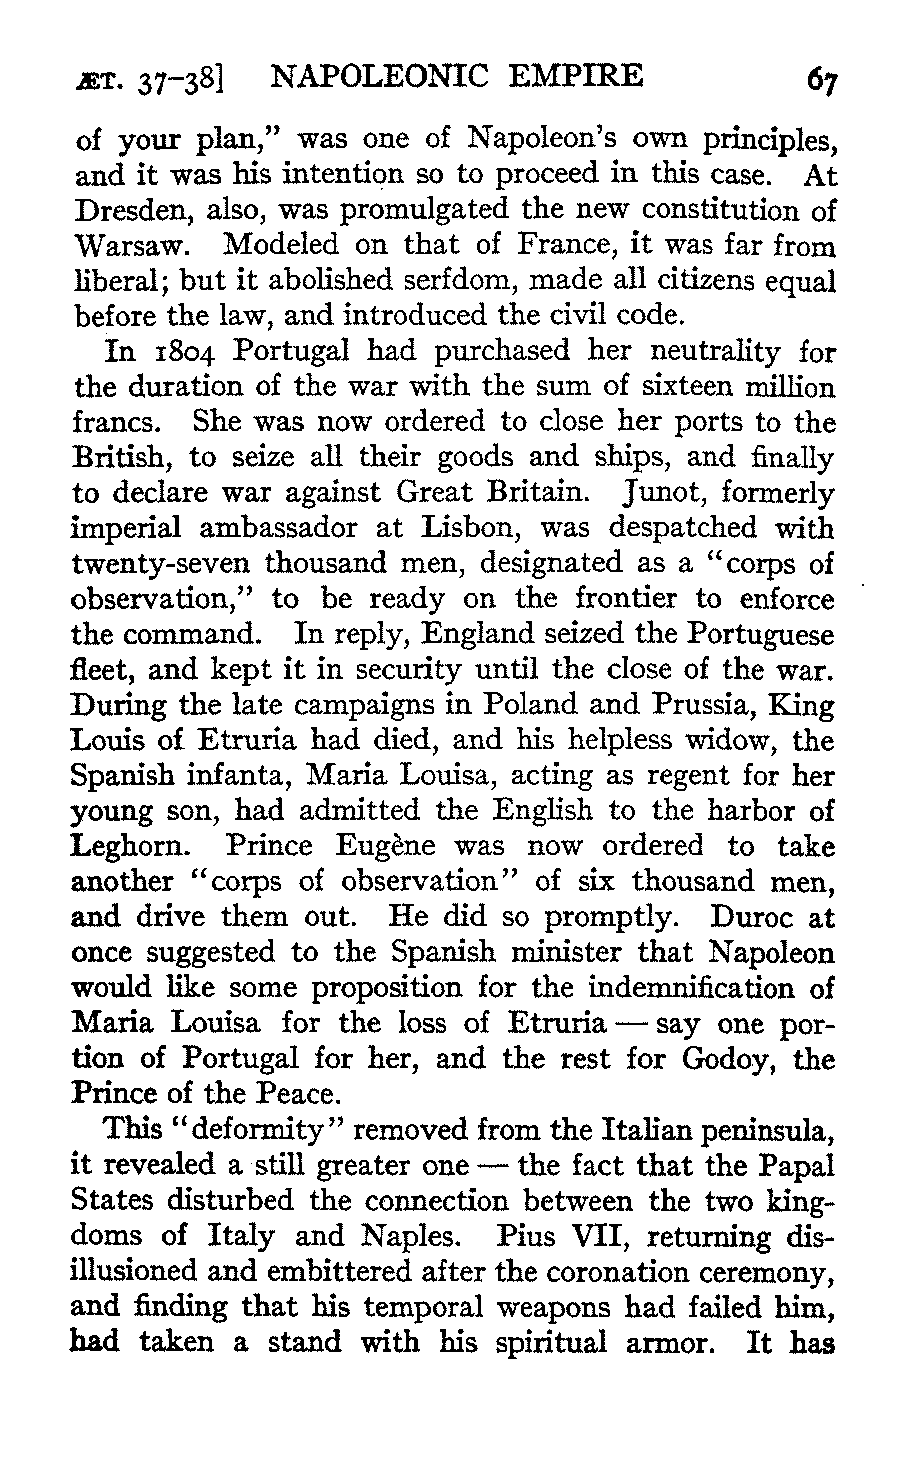 ÆT. 37–38] NAPOLEONIC EMPIRE 67
of your plan,” was one of Napoleon’s own principles,
and it was his intention so to proceed in this case. At
Dresden, also, was promulgated the new constitution of
Warsaw. Modeled on that of France, it was far from
liberal; but it abolished serfdom, made all citizens equal
before the law, and introduced the civil code.
In 1804 Portugal had purchased her neutrality for
the duration of the war with the sum of sixteen million
francs. She was now ordered to close her ports to the
British, to seize all their goods and ships, and finally
to declare war against Great Britain. Junot, formerly
imperial ambassador at Lisbon, was despatched with
twenty-seven thousand men, designated as a “corps of
observation,” to be ready on the frontier to enforce
the command. In reply, England seized the Portuguese
fleet, and kept it in security until the close of the war.
During the late campaigns in Poland and Prussia, King
Louis of Etruria had died, and his helpless widow, the
Spanish infanta, Maria Louisa, acting as regent for her
young son, had admitted the English to the harbor of
Leghorn. Prince Eugène was now ordered to take
another “corps of observation” of six thousand men,
and drive them out. He did so promptly. Duroc at
once suggested to the Spanish minister that Napoleon
would like some proposition for the indemnification of
Maria Louisa for the loss of Etruria — say one por-
tion of Portugal for her, and the rest for Godoy, the
Prince of the Peace.
This “deformity” removed from the Italian peninsula,
it revealed a still greater one — the fact that the Papal
States disturbed the connection between the two king-
doms of Italy and Naples. Pius VII, returning dis-
illusioned and embittered after the coronation ceremony,
and finding that his temporal weapons had failed him,
had taken a stand with his spiritual armor. It has